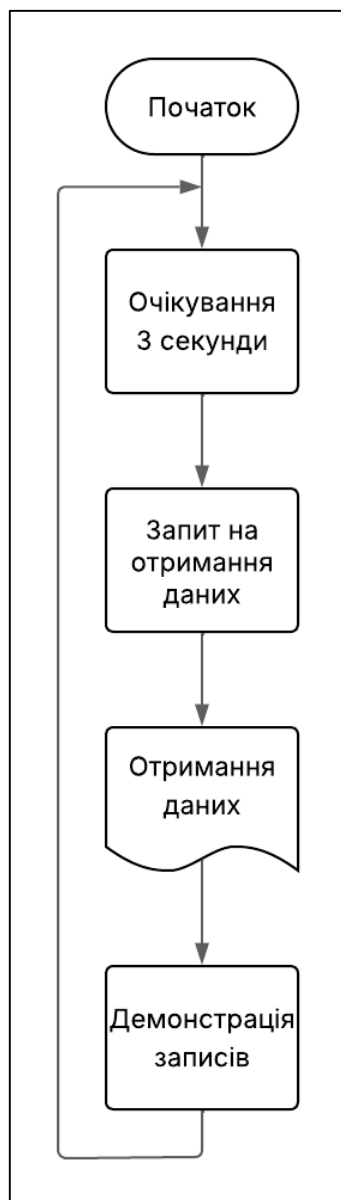 Початок
Очікування
3 секунди
Запит на
отримання
даних
Отримання
даних
Демонстрація
записів